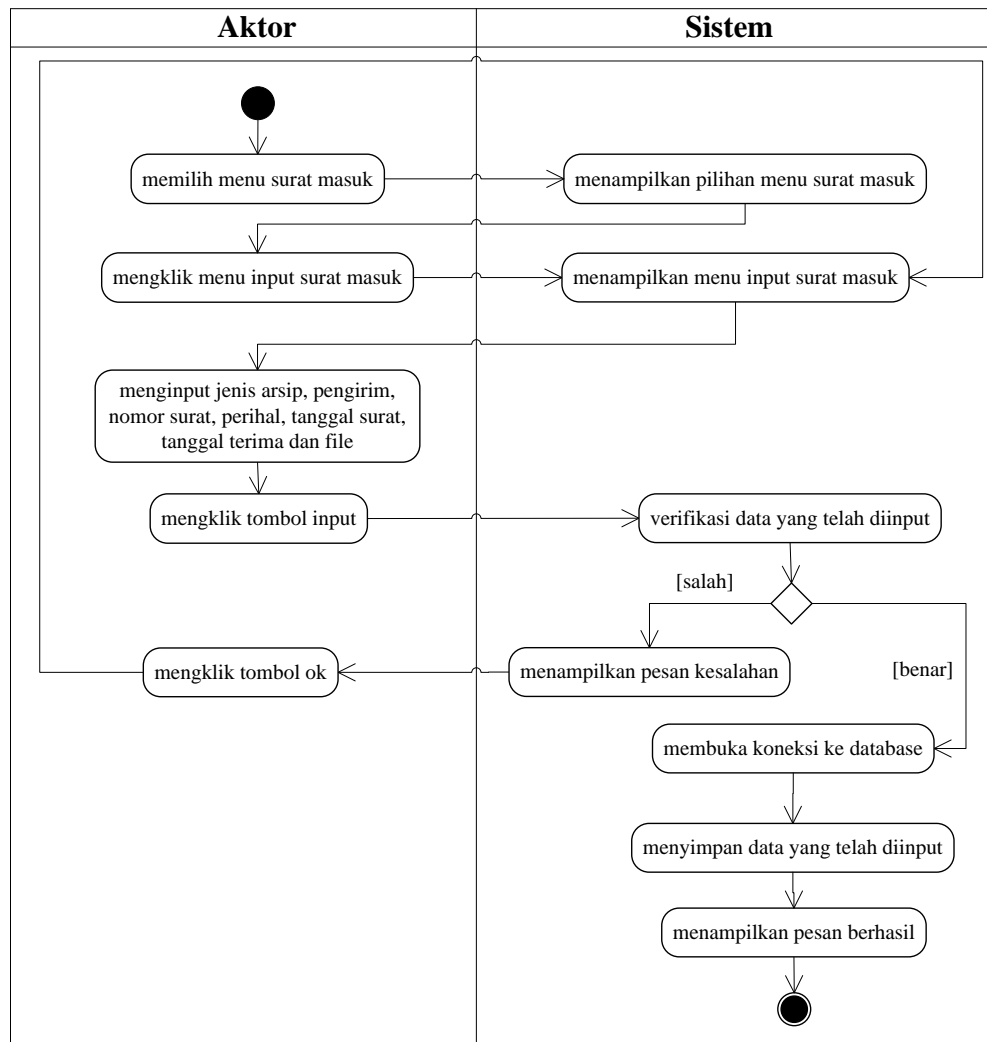 Aktor
Sistem
memilih menu surat masuk
menampilkan pilihan menu surat masuk
mengklik menu input surat masuk
menampilkan menu input surat masuk
menginput jenis arsip, pengirim,
nomor surat, perihal, tanggal surat,
tanggal terima dan file
mengklik tombol input
verifikasi data yang telah diinput
[salah]
mengklik tombol ok
menampilkan pesan kesalahan
[benar]
membuka koneksi ke database
menyimpan data yang telah diinput
menampilkan pesan berhasil